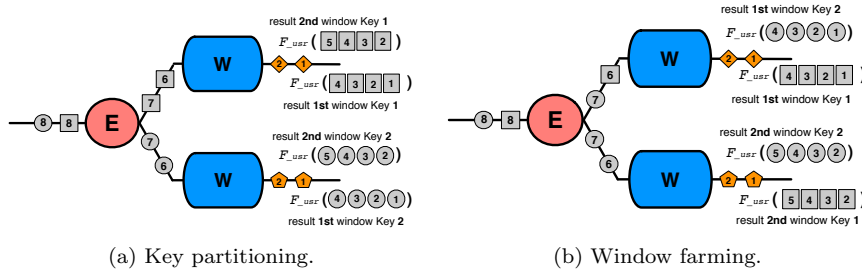 result 2nd window Key 1
F_usr( 5 4 3 2 )
6
W
2 1
7
F_usr( 4 3 2 1 )
result 1st window Key 1
8 8
E
7
6
result 2nd window Key 2
F_usr( 5 4 3 2 )
W
2 1
F_usr( 4 3 2 1 )
result 1st window Key 2
(a) Key partitioning.
result 1st window Key 2
F_usr( 4 3 2 1 )
6
W
2 1
7
F_usr( 4 3 2 1 )
result 1st window Key 1
8 8
E
7
6
result 2nd window Key 2
F_usr( 5 4 3 2 )
W
2 1
F_usr( 5 4 3 2 )
result 2nd window Key 1
(b) Window farming.